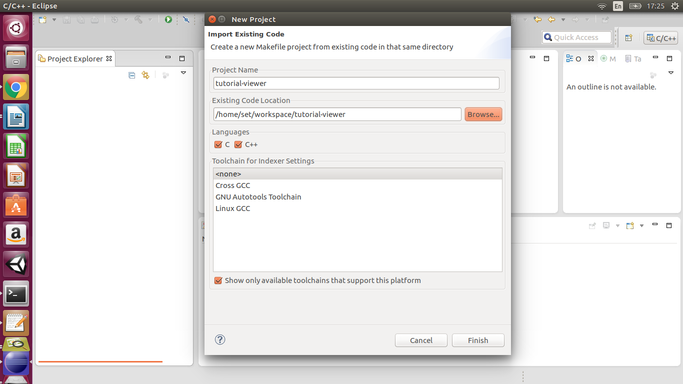 C/C++ - Eclipse
En
17:25
New Project
Import Existing Code
Create a new Makefile project from existing code in that same directory
Quick Access
C/C++
Project Explorer
O
M
Ta
An outline is not available.
Project Name
tutorial-viewer
Existing Code Location
/home/set/workspace/tutorial-viewer
Browse...
Languages
C
C++
Toolchain for Indexer Settings
<none>
Cross GCC
GNU Autotools Toolchain
Linux GCC
Show only available toolchains that support this platform
Cancel
Finish